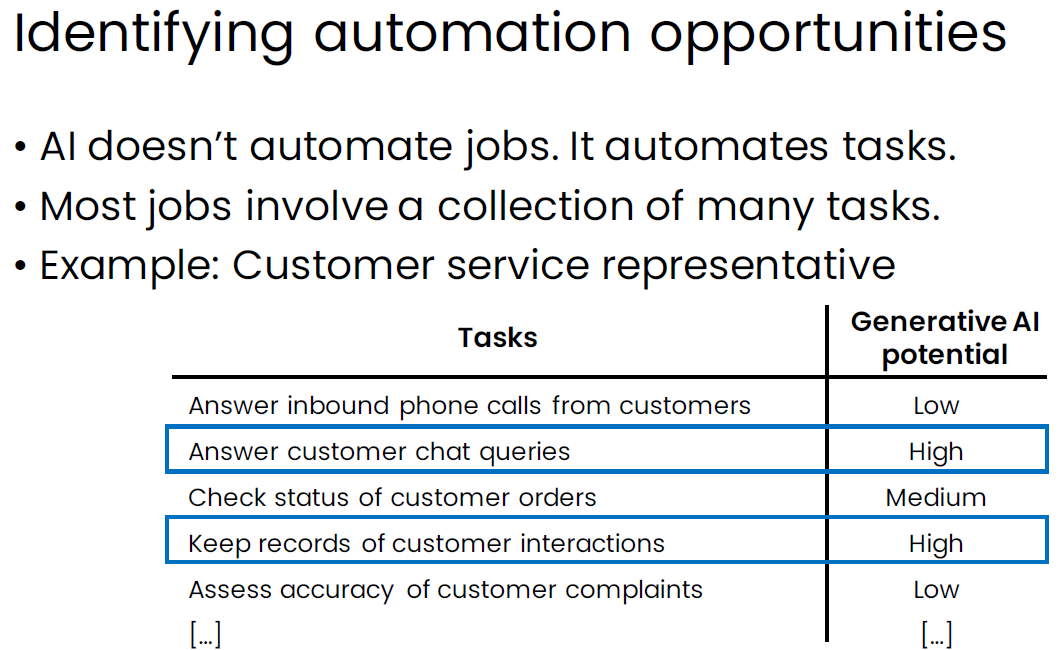 Identifying automation opportunities
• AI doesn’t automate jobs. It automates tasks.
• Most jobs involve a collection of many tasks.
• Example: Customer service representative
Tasks Generative AI potential
Answer inbound phone calls from customers Low
Answer customer chat queries High
Check status of customer orders Medium
Keep records of customer interactions High
Assess accuracy of customer complaints Low
[...] [...]